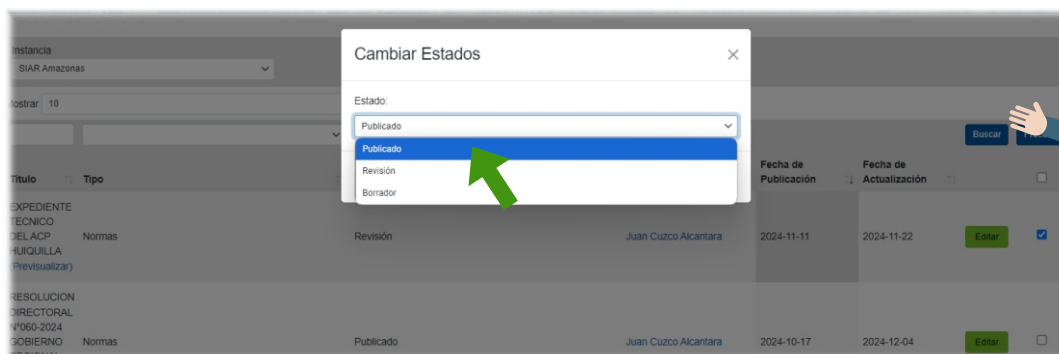 Instancia
SIAR Amazonas
Cambiar Estados
Mostrar 10
Estado:
Publicado
Publicado
Revisión
Borrador
Buscar
Titulo
Tipo
Fecha de
Publicación
Fecha de
Actualización
EXPEDIENTE
TECNICO
DEL ACP
HUIQUILLA
(Previsualizar)
Normas
Revisión
Juan Cuzco Alcantara
2024-11-11
2024-11-22
Editar
RESOLUCION
DIRECTORAL
N°060-2024
GOBIERNO
Normas
Publicado
Juan Cuzco Alcantara
2024-10-17
2024-12-04
Editar